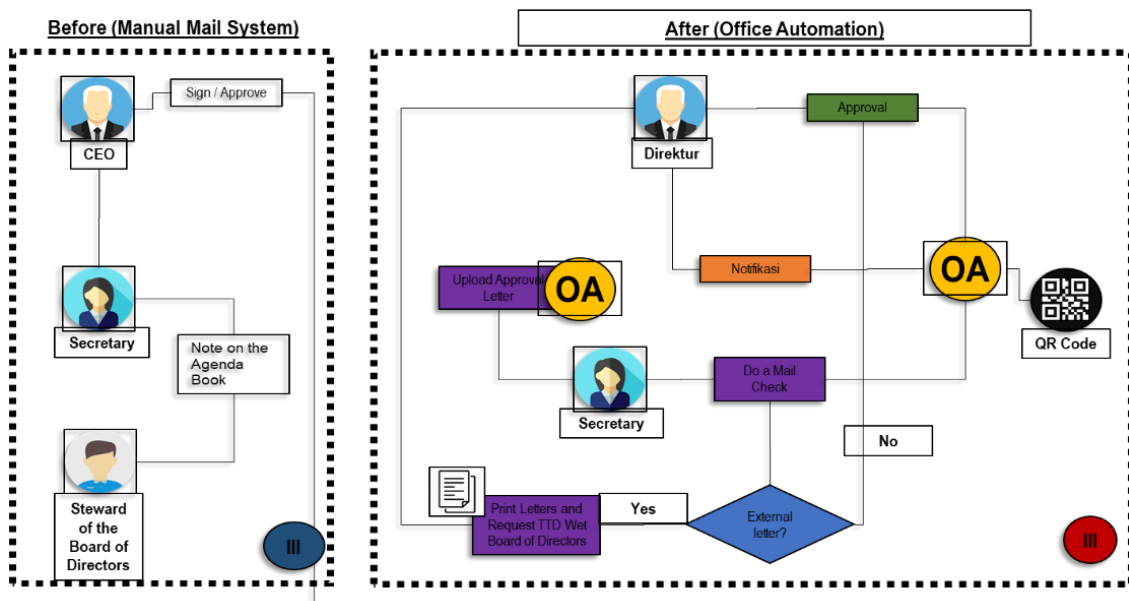 Before (Manual Mail System)
Sign / Approve
CEO
Secretary
Note on the
Agenda
Book
Steward
of the
Board of
Directors
III
After (Office Automation)
Direktur
Approval
Notifikasi
OA
QR Code
Upload Approval
Letter
OA
Secretary
Do a Mail
Check
No
Yes
External
letter?
Print Letters and
Request TTD Wet
Board of Directors
III